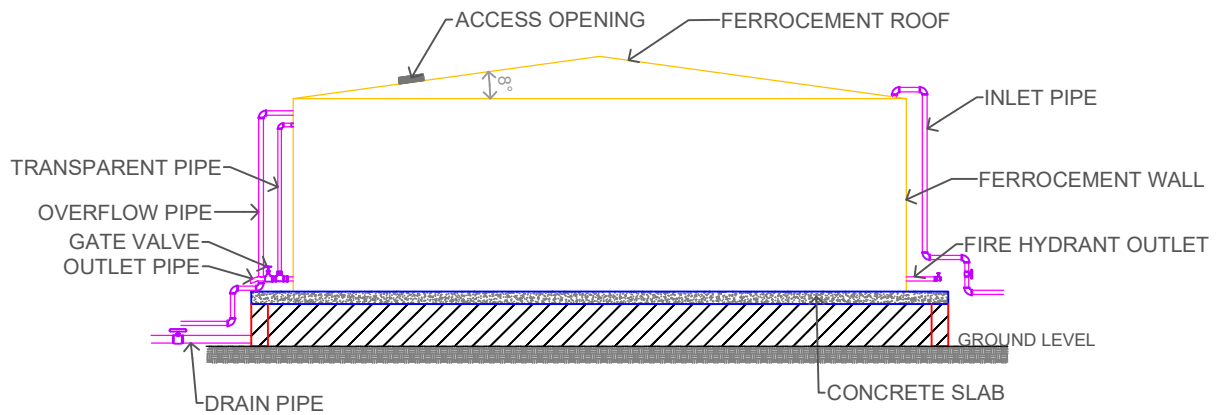 ACCESS OPENING
FERROCEMENT ROOF
8°
INLET PIPE
TRANSPARENT PIPE
FERROCEMENT WALL
OVERFLOW PIPE
GATE VALVE
FIRE HYDRANT OUTLET
OUTLET PIPE
GROUND LEVEL
CONCRETE SLAB
DRAIN PIPE